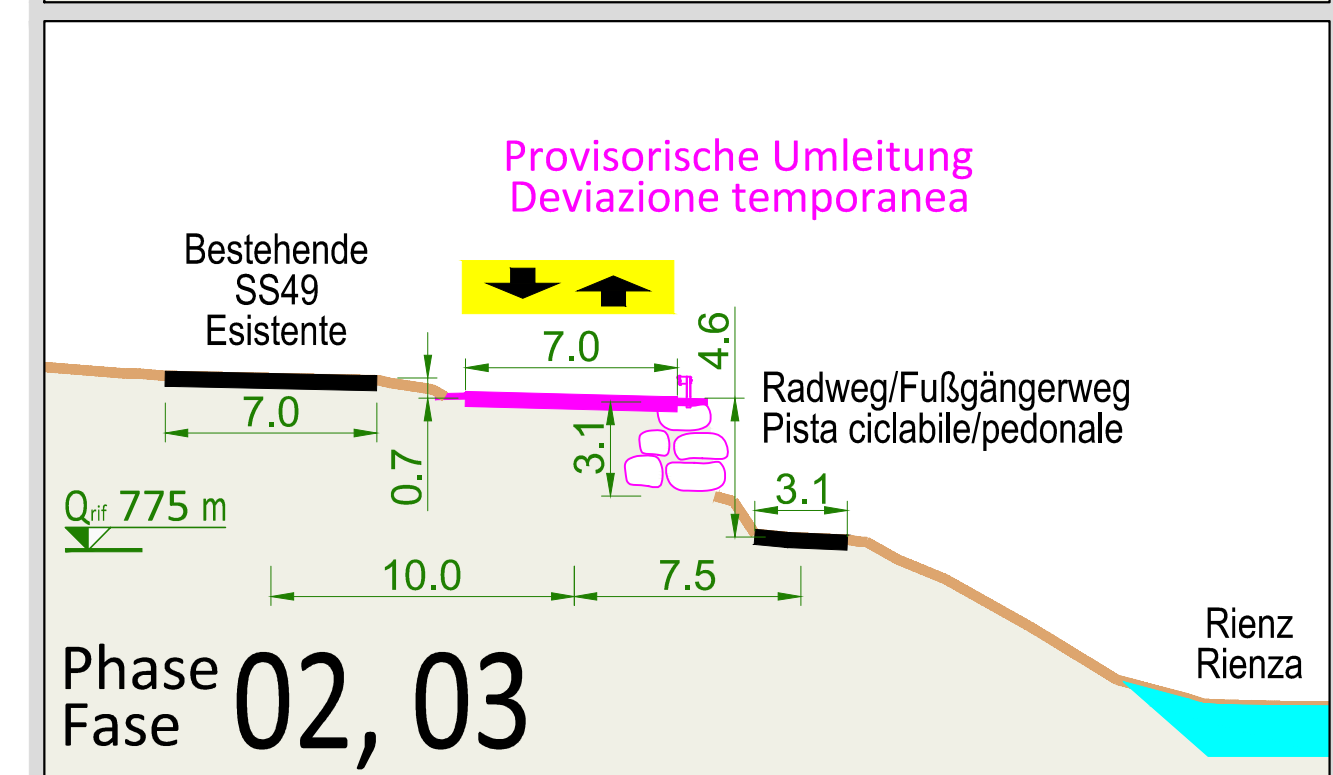 Provisorische Umleitung
Deviazione temporanea
Bestehende
SS49
Esistente
7.0
4.6
7.0
0.7
3.1
Radweg/Fußgängerweg
Pista ciclabile/pedonale
3.1
Qrif 775 m
10.0
7.5
Rienz
Rienza
Phase
Fase
02, 03